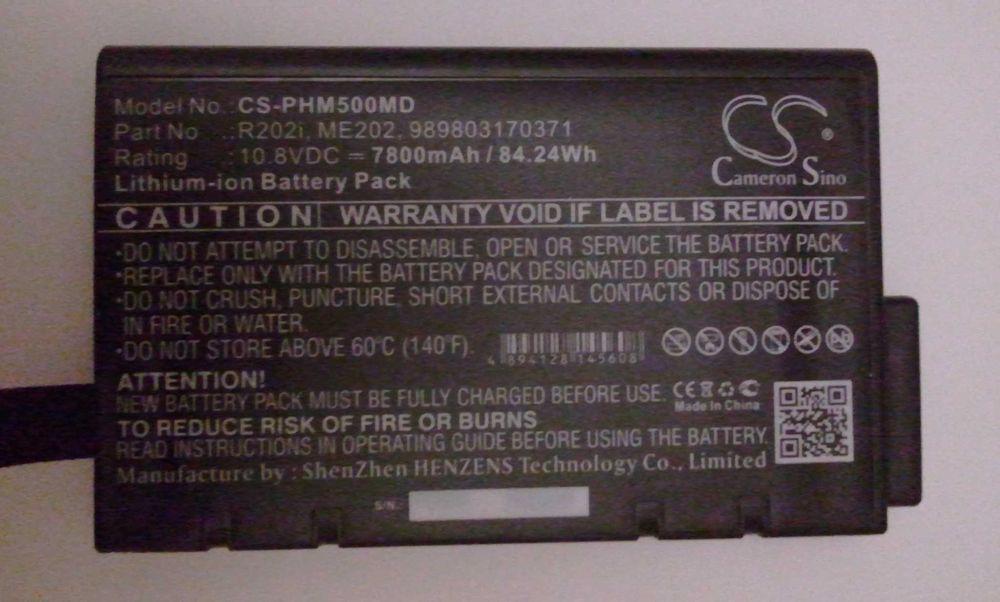 Model No.:CS-PHM500MD
Part No .:R202i, ME202, 989803170371
Rating .:10.8VDC ⎓ 7800mAh / 84.24Wh
Lithium-ion Battery Pack
CS
®
Cameron Sino
CAUTION WARRANTY VOID IF LABEL IS REMOVED
•DO NOT ATTEMPT TO DISASSEMBLE, OPEN OR SERVICE THE BATTERY PACK.
•REPLACE ONLY WITH THE BATTERY PACK DESIGNATED FOR THIS PRODUCT.
•DO NOT CRUSH, PUNCTURE, SHORT EXTERNAL CONTACTS OR DISPOSE OF
IN FIRE OR WATER.
•DO NOT STORE ABOVE 60°C (140°F).
4 894128 145608
ATTENTION!
NEW BATTERY PACK MUST BE FULLY CHARGED BEFORE USE.
CE
Made In China
TO REDUCE RISK OF FIRE OR BURNS
READ INSTRUCTIONS IN OPERATING GUIDE BEFORE USING THE BATTERY.
Manufacture by : ShenZhen HENZENS Technology Co., Limited
S/N: